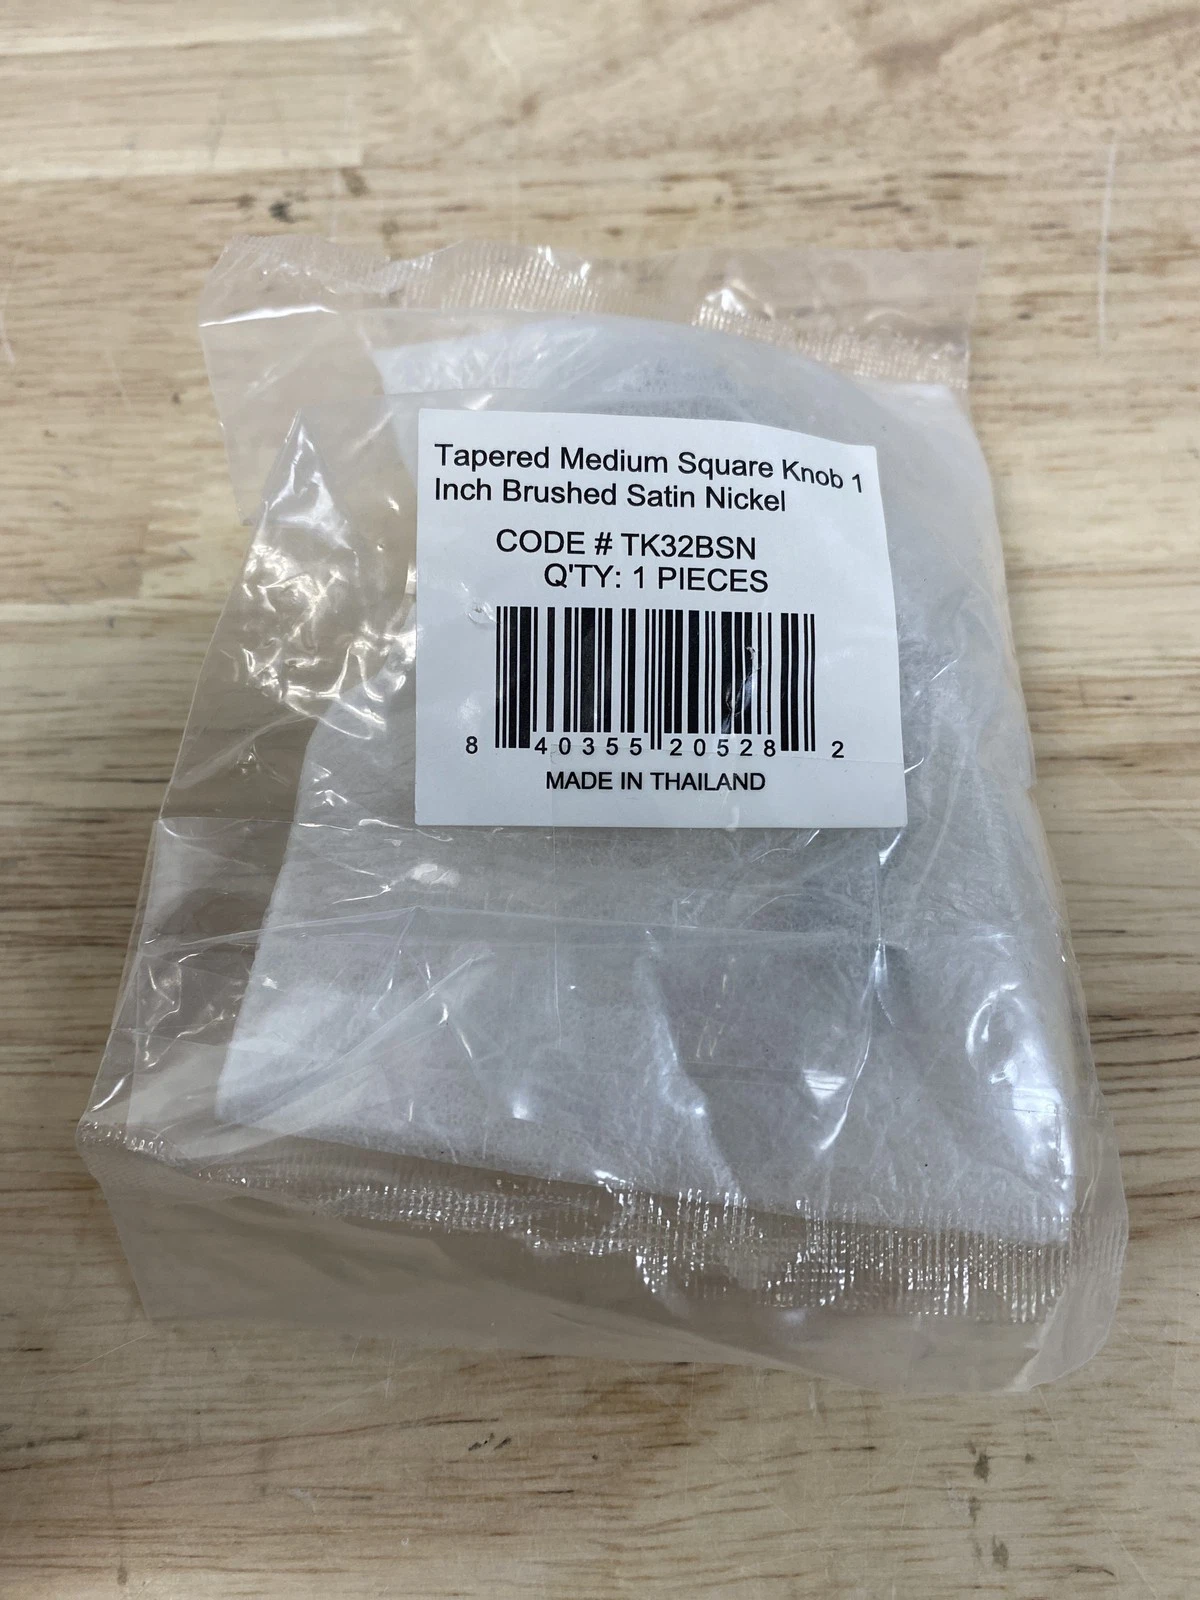 Tapered Medium Square Knob 1
Inch Brushed Satin Nickel
CODE # TK32BSN
Q'TY: 1 PIECES
8 40355 20528 2
MADE IN THAILAND